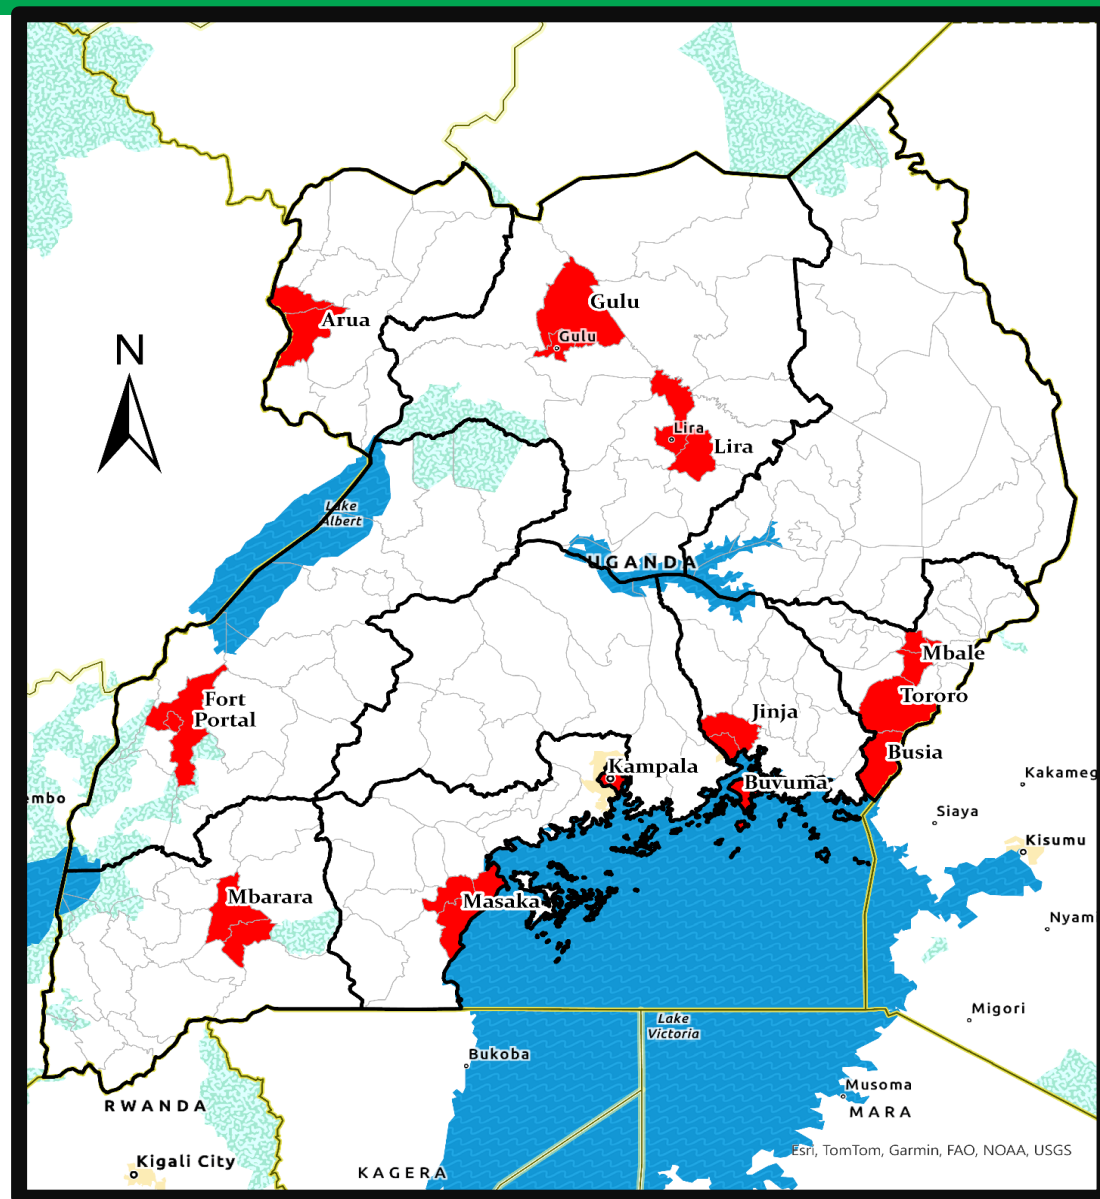 Gulu
Arua
N
Gulu
Lira
Lira
Lake
Albert
UGANDA
Mbale
Fort
Portal
Tororo
Jinja
Busia
Kampala
Kakameg
Buvuma
embo
Siaya
Kisumu
Mbarara
Masaka
Nyam
Migori
Lake
Victoria
Bukoba
Musoma
MARA
RWANDA
Esri, TomTom, Garmin, FAO, NOAA, USGS
Kigali City
KAGERA